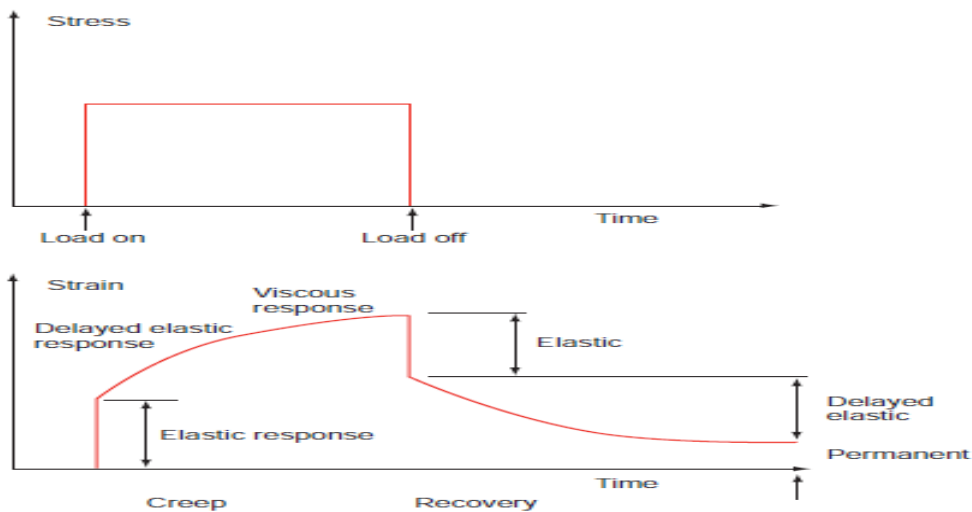 Stress
Time
Load on
Load off
Strain
Viscous
response
Delayed elastic
response
Elastic
Elastic response
Delayed
elastic
Permanent
Time
Creep
Recovery